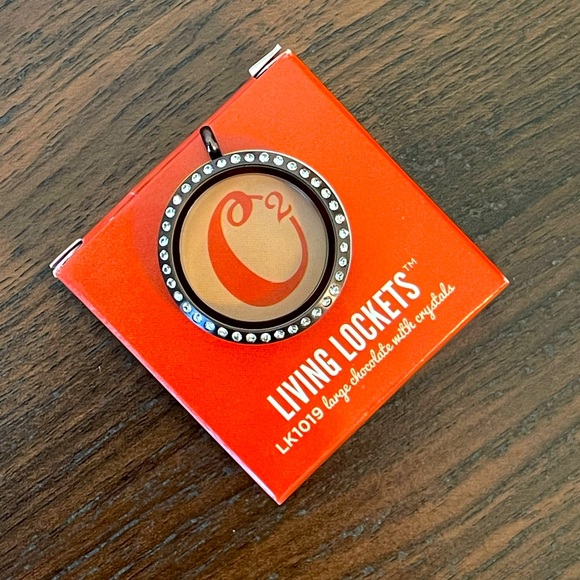 O²
LIVING LOCKETS™
LK1019 large chocolate with crystals